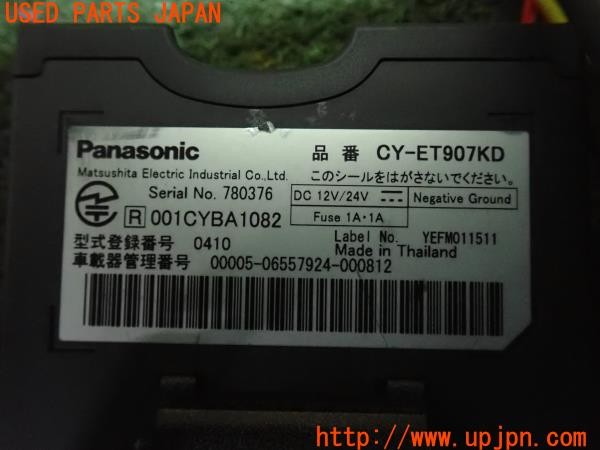 USED PARTS JAPAN
Panasonic 品番 CY-ET907KD
Matsushita Electric Industrial Co.,Ltd. このシールをはがさないでください。
Serial No. 780376 DC 12V/24V Negative Ground
R 001CYBA1082 Fuse 1A・1A
型式登録番号 0410 Label No. YEFM011511
Made in Thailand
車載器管理番号 00005-06557924-000812
http://www.upjpn.com/